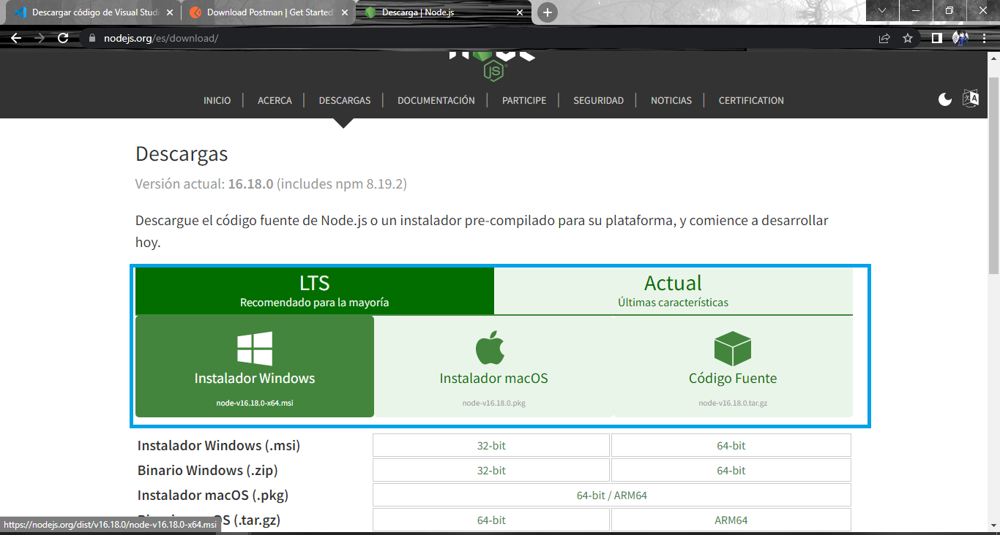 Descargar código de Visual Studi
Download Postman | Get Started
Descarga | Node.js
nodejs.org/es/download/
JS
INICIO
ACERCA
DESCARGAS
DOCUMENTACIÓN
PARTICIPE
SEGURIDAD
NOTICIAS
CERTIFICATION
Descargas
Versión actual: 16.18.0 (includes npm 8.19.2)
Descargue el código fuente de Node.js o un instalador pre-compilado para su plataforma, y comience a desarrollar
hoy.
LTS
Recomendado para la mayoría
Actual
Últimas características
Instalador Windows
node-v16.18.0-x64.msi
Instalador macOS
node-v16.18.0.pkg
Código Fuente
node-v16.18.0.tar.gz
Instalador Windows (.msi) 32-bit 64-bit
Binario Windows (.zip) 32-bit 64-bit
Instalador macOS (.pkg) 64-bit / ARM64
OS (.tar.gz) 64-bit ARM64
https://nodejs.org/dist/v16.18.0/node-v16.18.0-x64.msi